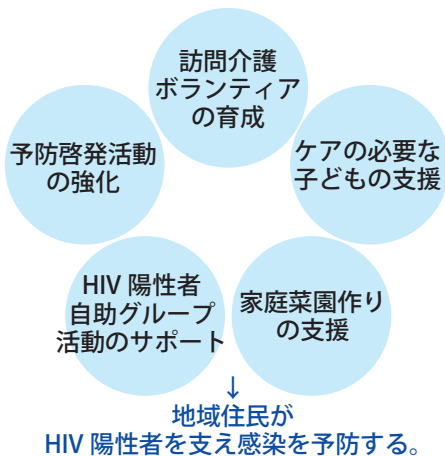 訪問介護
ボランティア
の育成
予防啓発活動
の強化
ケアの必要な
子どもの支援
HIV 陽性者
自助グループ
活動のサポート
家庭菜園作り
の支援
↓
地域住民が
HIV 陽性者を支え感染を予防する。